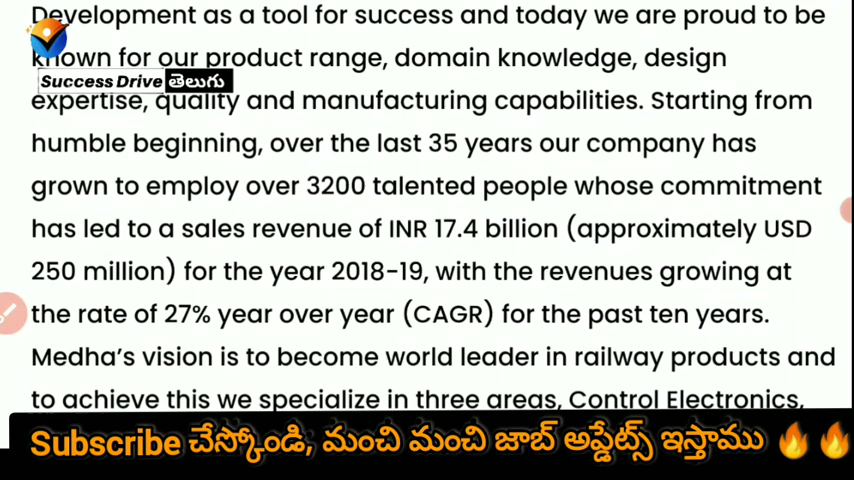 Development as a tool for success and today we are proud to be
known for our product range, domain knowledge, design
Success Drive తెలుగు
expertise, quality and manufacturing capabilities. Starting from
humble beginning, over the last 35 years our company has
grown to employ over 3200 talented people whose commitment
has led to a sales revenue of INR 17.4 billion (approximately USD
250 million) for the year 2018-19, with the revenues growing at
the rate of 27% year over year (CAGR) for the past ten years.
Medha's vision is to become world leader in railway products and
to achieve this we specialize in three areas, Control Electronics,
Subscribe చేస్కోండి, మంచి మంచి జాబ్ అప్డేట్స్ ఇస్తాము 🔥🔥